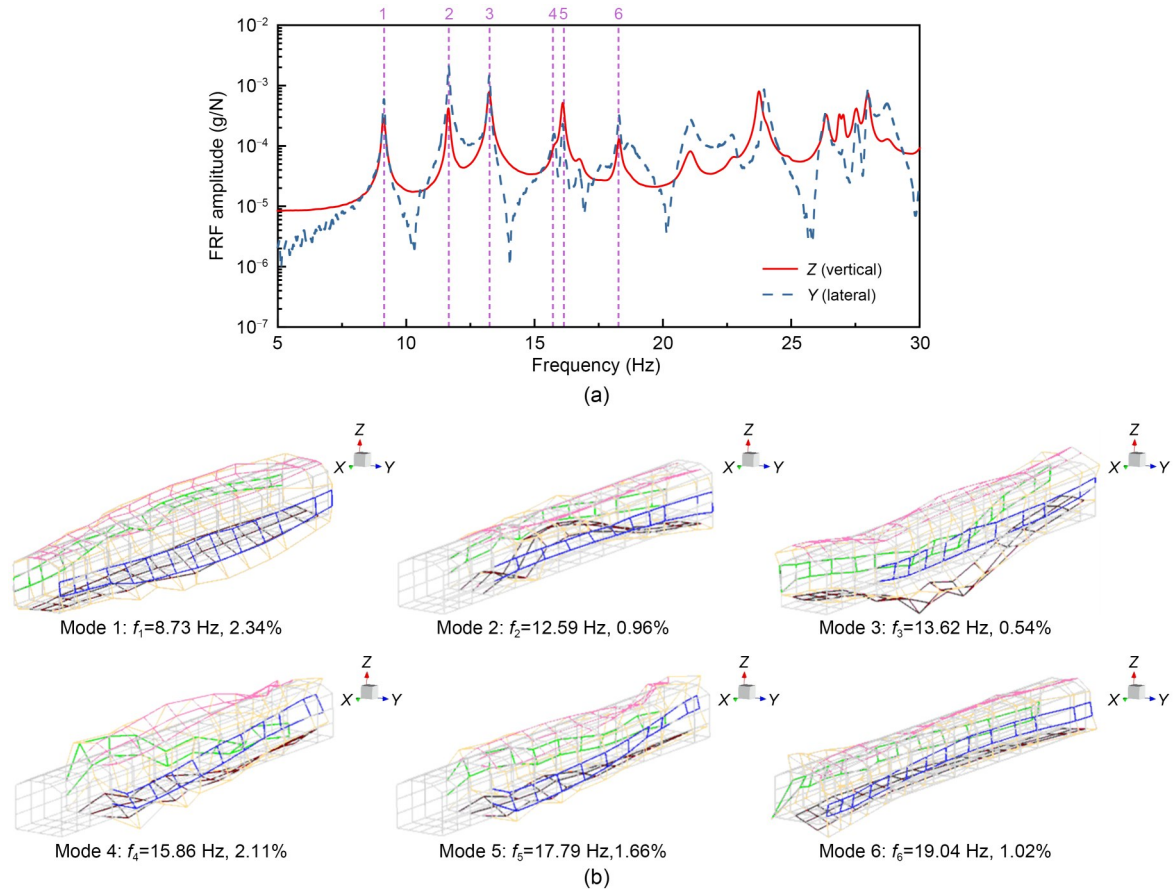 1 2 3 4 5 6
10⁻²
10⁻³
10⁻⁴
10⁻⁵
10⁻⁶
10⁻⁷
FRF amplitude (g/N)
Z (vertical)
Y (lateral)
5 10 15 20 25 30
Frequency (Hz)
(a)
Z
X Y
Z
X Y
Z
X Y
Mode 1: f₁=8.73 Hz, 2.34%
Mode 2: f₂=12.59 Hz, 0.96%
Mode 3: f₃=13.62 Hz, 0.54%
Z
X Y
Z
X Y
Z
X Y
Mode 4: f₄=15.86 Hz, 2.11%
Mode 5: f₅=17.79 Hz,1.66%
Mode 6: f₆=19.04 Hz, 1.02%
(b)